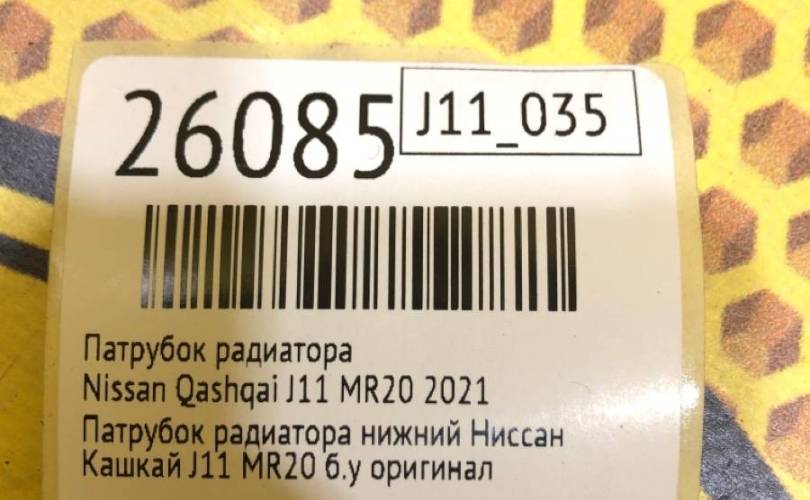 26085
J11_035
Патрубок радиатора
Nissan Qashqai J11 MR20 2021
Патрубок радиатора нижний Ниссан
Кашкай J11 MR20 б.у оригинал